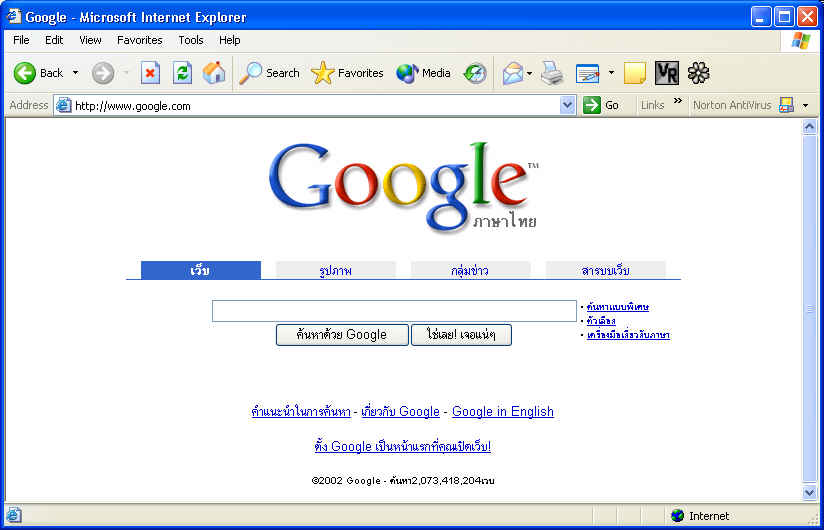 Google - Microsoft Internet Explorer
File Edit View Favorites Tools Help
Back Search Favorites Media
Address http://www.google.com Go Links » Norton AntiVirus
Google™
ภาษาไทย
เว็บ รูปภาพ กลุ่มข่าว สารบบเว็บ
• ค้นหาแบบพิเศษ
• ตัวเลือก
• เครื่องมือเกี่ยวกับภาษา
ค้นหาด้วย Google ใช่เลย! เจอแน่ๆ
คำแนะนำในการค้นหา - เกี่ยวกับ Google - Google in English
ตั้ง Google เป็นหน้าแรกที่คุณเปิดเว็บ!
©2002 Google - ค้นหา2,073,418,204เวบ
Internet